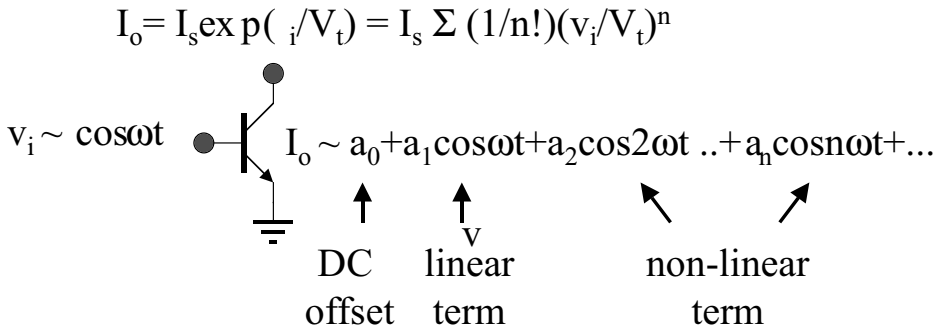 Iₒ= Iₛex p( ᵢ/Vₜ) = Iₛ Σ (1/n!)(vᵢ/Vₜ)ⁿ
vᵢ ~ cosωt
Iₒ ~ a₀+a₁cosωt+a₂cos2ωt ..+aₙcosnωt+...
v
DC linear non-linear
offset term term